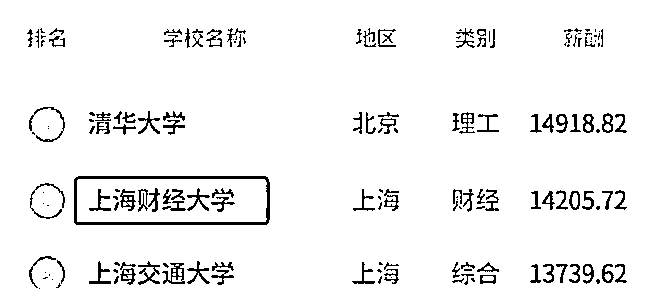 排名 学校名称 地区 类别 薪酬
清华大学 北京 理工 14918.82
上海财经大学 上海 财经 14205.72
上海交通大学 上海 综合 13739.62